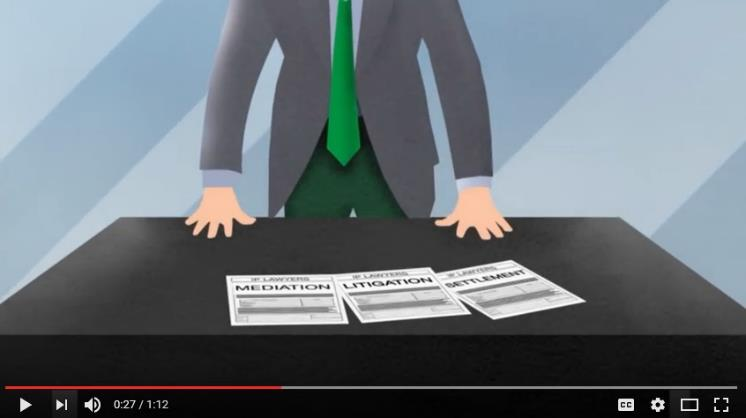 IP LAWYERS
MEDIATION
IP LAWYERS
LITIGATION
IP LAWYERS
SETTLEMENT
0:27 / 1:12
CC